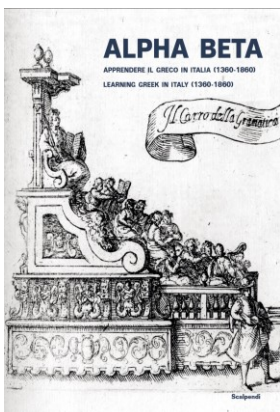 ALPHA BETA
APPRENDERE IL GRECO IN ITALIA (1360-1860)
LEARNING GREEK IN ITALY (1360-1860)
Il Carro della Gramatica
Scalpendi